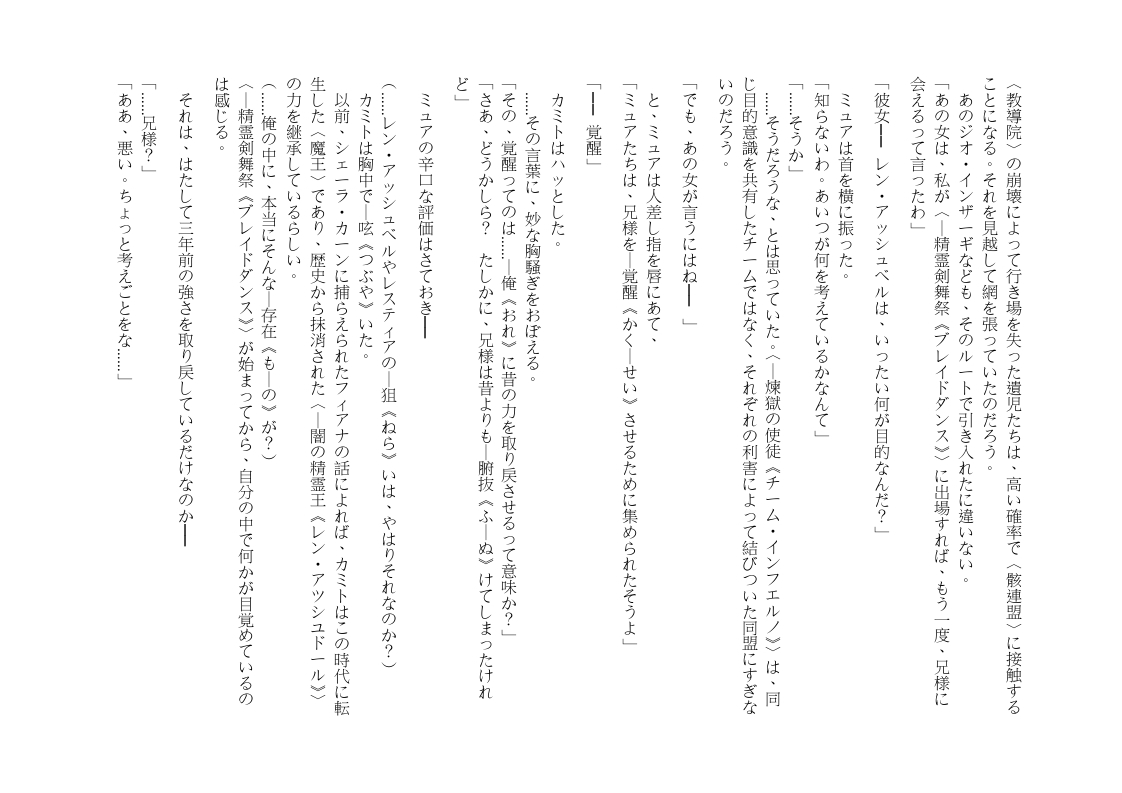 〈教導院〉の崩壊によって行き場を失った遺児たちは、高い確率で〈骸連盟〉に接触する
ことになる。それを見越して網を張っていたのだろう。
あのジオ・インザーギなども、そのルートで引き入れたに違いない。
「あの女は、私が〈―精霊剣舞祭《ブレイドダンス》〉に出場すれば、もう一度、兄様に
会えるって言ったわ」
「彼女━━ レン・アッシュベルは、いったい何が目的なんだ？」
ミュアは首を横に振った。
「知らないわ。あいつが何を考えているかなんて」
「……そうか」
……そうだろうな、とは思っていた。〈―煉獄の使徒《チーム・インフェルノ》〉は、同
じ目的意識を共有したチームではなく、それぞれの利害によって結びついた同盟にすぎな
いのだろう。
「でも、あの女が言うにはね━━ 」
と、ミュアは人差し指を唇にあて、
「ミュアたちは、兄様を―覚醒《かく―せい》させるために集められたそうよ」
「━━ 覚醒」
カミトはハッとした。
……その言葉に、妙な胸騒ぎをおぼえる。
「その、覚醒ってのは……―俺《おれ》に昔の力を取り戻させるって意味か？」
「さあ、どうかしら？ たしかに、兄様は昔よりも―腑抜《ふ―ぬ》けてしまったけれ
ど」
ミュアの辛口な評価はさておき━━
（……レン・アッシュベルやレスティアの―狙《ねら》いは、やはりそれなのか？）
カミトは胸中で―呟《つぶや》いた。
以前、シェーラ・カーンに捕らえられたフィアナの話によれば、カミトはこの時代に転
生した〈魔王〉であり、歴史から抹消された〈―闇の精霊王《レン・アッシュドール》〉
の力を継承しているらしい。
（……俺の中に、本当にそんな―存在《も―の》が？）
〈―精霊剣舞祭《ブレイドダンス》〉が始まってから、自分の中で何かが目覚めているの
は感じる。
それは、はたして三年前の強さを取り戻しているだけなのか━━
「……兄様？」
「ああ、悪い。ちょっと考えごとをな……」